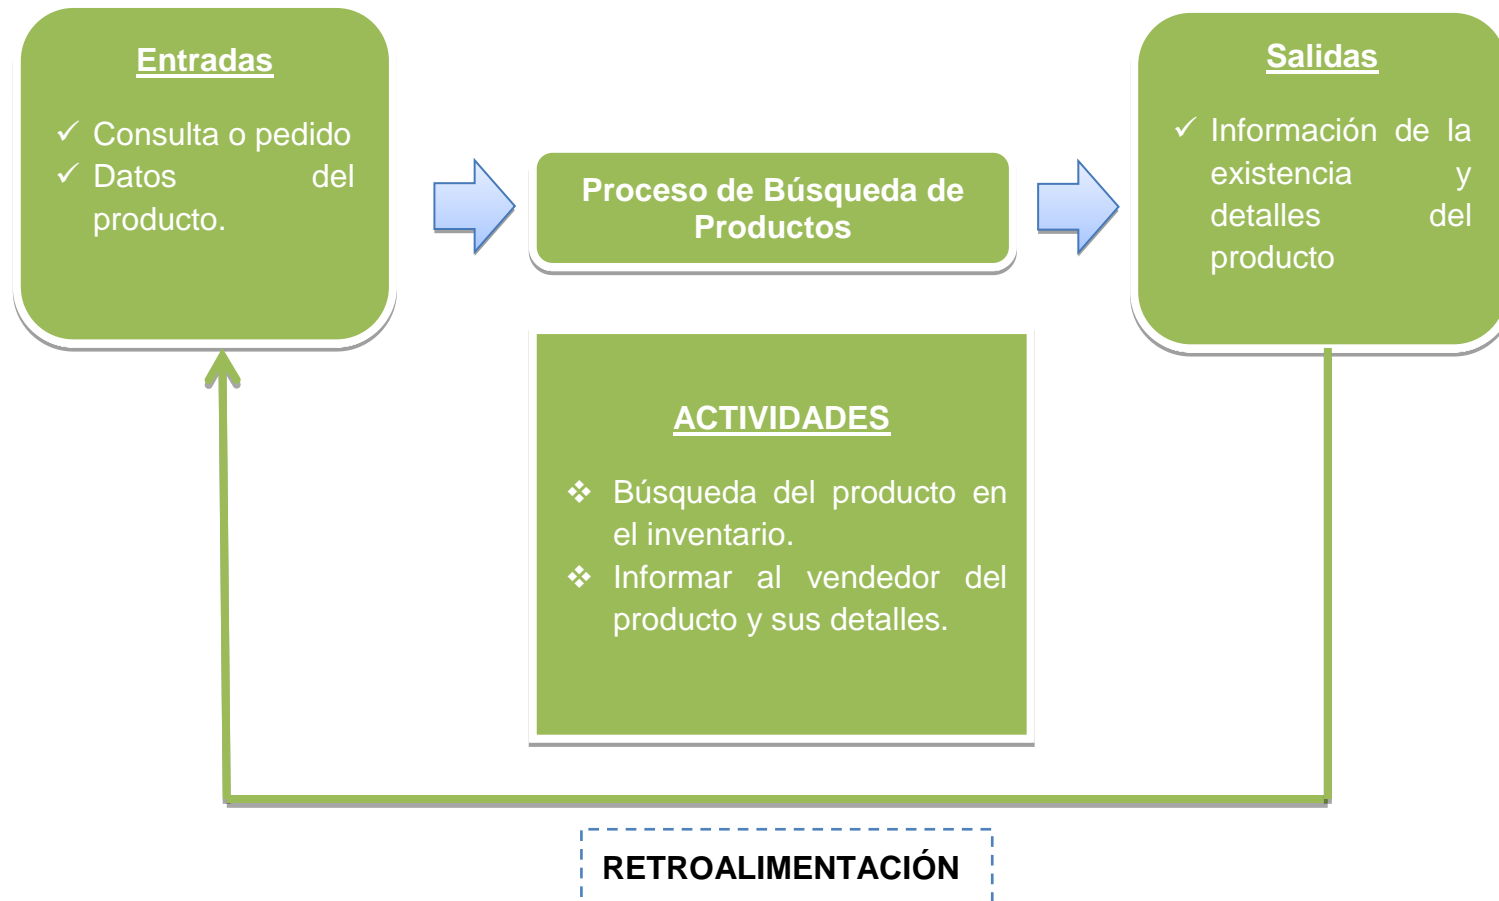 Entradas
✓ Consulta o pedido
✓ Datos del
producto.
Proceso de Búsqueda de
Productos
Salidas
✓ Información de la
existencia y
detalles del
producto
ACTIVIDADES
❖ Búsqueda del producto en
el inventario.
❖ Informar al vendedor del
producto y sus detalles.
RETROALIMENTACIÓN